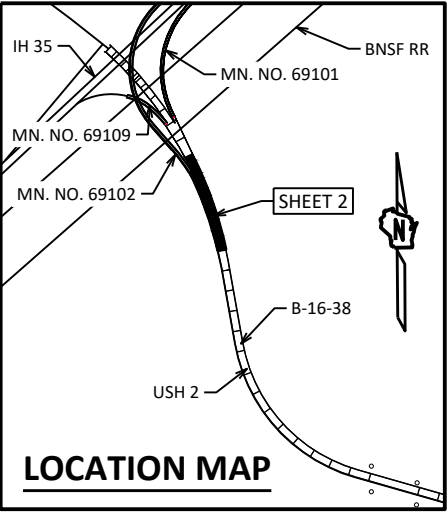 IH 35
BNSF RR
MN. NO. 69101
MN. NO. 69109
MN. NO. 69102
SHEET 2
N
B-16-38
USH 2
LOCATION MAP